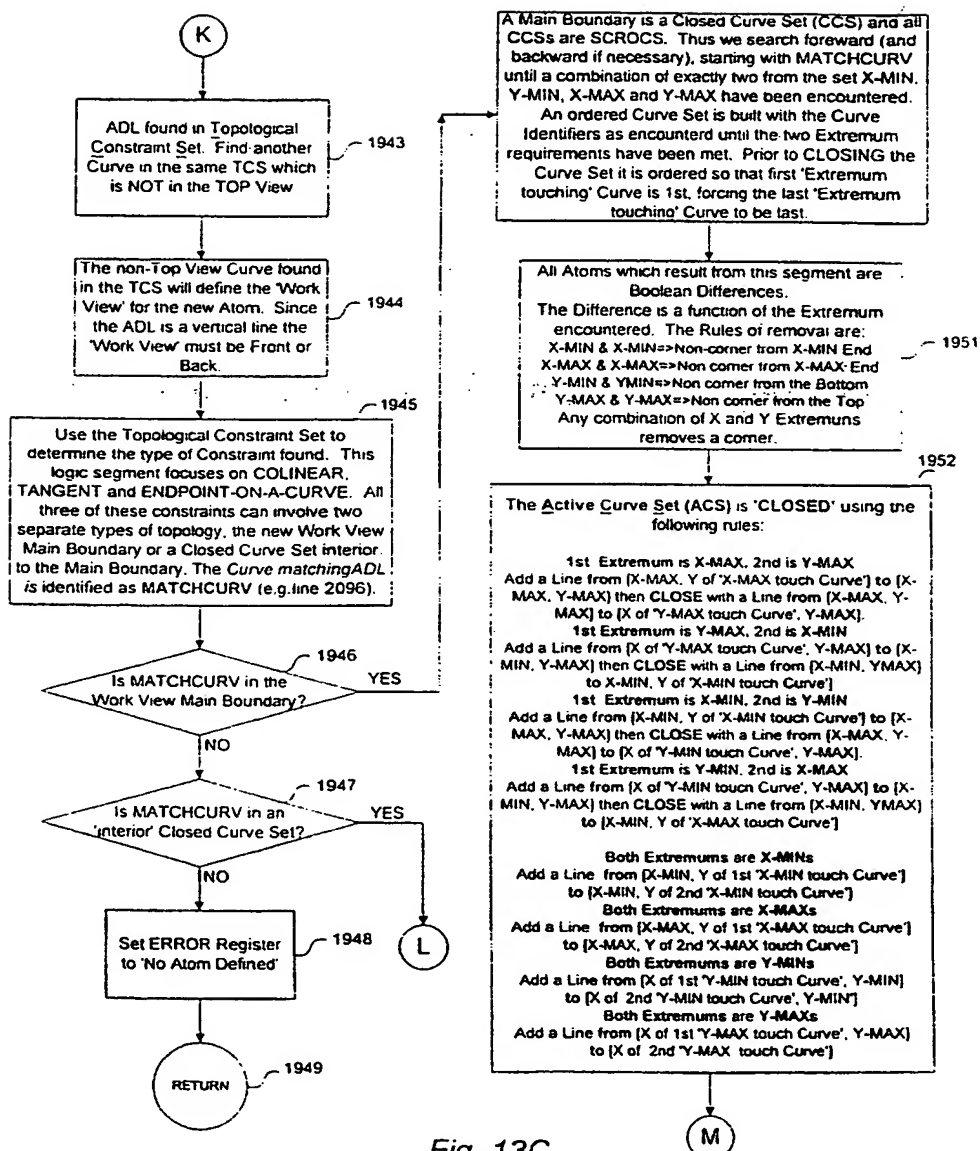 K
ADL found in Topological
Constraint Set. Find another
Curve in the same TCS which
is NOT in the TOP View
1943
The non-Top View Curve found
in the TCS will define the 'Work
View' for the new Atom. Since
the ADL is a vertical line the
'Work View' must be Front or
Back.
1944
1945
Use the Topological Constraint Set to
determine the type of Constraint found. This
logic segment focuses on COLINEAR,
TANGENT and ENDPOINT-ON-A-CURVE. All
three of these constraints can involve two
separate types of topology, the new Work View
Main Boundary or a Closed Curve Set interior
to the Main Boundary. The Curve matchingADL
is identified as MATCHCURV (e.g.line 2096).
1946
Is MATCHCURV in the
Work View Main Boundary?
YES
NO
1947
Is MATCHCURV in an
'interior' Closed Curve Set?
YES
NO
L
Set ERROR Register
to 'No Atom Defined'
1948
RETURN
1949
A Main Boundary is a Closed Curve Set (CCS) and all
CCSs are SCROCS. Thus we search foreward (and
backward if necessary), starting with MATCHCURV
until a combination of exactly two from the set X-MIN,
Y-MIN, X-MAX and Y-MAX have been encountered.
An ordered Curve Set is built with the Curve
Identifiers as encounterd until the two Extremum
requirements have been met. Prior to CLOSING the
Curve Set it is ordered so that first 'Extremum
touching' Curve is 1st, forcing the last 'Extremum
touching' Curve to be last.
All Atoms which result from this segment are
Boolean Differences.
The Difference is a function of the Extremum
encountered. The Rules of removal are:
X-MIN & X-MIN=>Non-corner from X-MIN End
X-MAX & X-MAX=>Non corner from X-MAX End
Y-MIN & YMIN=>Non corner from the Bottom
Y-MAX & Y-MAX=>Non corner from the Top
Any combination of X and Y Extremums
removes a corner.
1951
1952
The Active Curve Set (ACS) is 'CLOSED' using the
following rules:
1st Extremum is X-MAX, 2nd is Y-MAX
Add a Line from [X-MAX, Y of 'X-MAX touch Curve'] to [X-
MAX, Y-MAX] then CLOSE with a Line from [X-MAX, Y-
MAX] to [X of 'Y-MAX touch Curve', Y-MAX].
1st Extremum is Y-MAX, 2nd is X-MIN
Add a Line from [X of 'Y-MAX touch Curve', Y-MAX] to [X-
MIN, Y-MAX] then CLOSE with a Line from [X-MIN, YMAX]
to X-MIN, Y of 'X-MIN touch Curve']
1st Extremum is X-MIN, 2nd is Y-MIN
Add a Line from [X-MIN, Y of 'X-MIN touch Curve'] to [X-
MAX, Y-MAX] then CLOSE with a Line from [X-MAX, Y-
MAX] to [X of 'Y-MIN touch Curve', Y-MAX].
1st Extremum is Y-MIN, 2nd is X-MAX
Add a Line from [X of 'Y-MIN touch Curve', Y-MAX] to [X-
MIN, Y-MAX] then CLOSE with a Line from [X-MIN, YMAX]
to [X-MIN, Y of 'X-MAX touch Curve']
Both Extremums are X-MINs
Add a Line from [X-MIN, Y of 1st 'X-MIN touch Curve']
to [X-MIN, Y of 2nd 'X-MIN touch Curve']
Both Extremums are X-MAXs
Add a Line from [X-MAX, Y of 1st 'X-MAX touch Curve']
to [X-MAX, Y of 2nd 'X-MAX touch Curve']
Both Extremums are Y-MINs
Add a Line from [X of 1st 'Y-MIN touch Curve', Y-MIN]
to [X of 2nd 'Y-MIN touch Curve', Y-MIN']
Both Extremums are Y-MAXs
Add a Line from [X of 1st 'Y-MAX touch Curve', Y-MAX]
to [X of 2nd 'Y-MAX touch Curve']
M
Fig. 13C